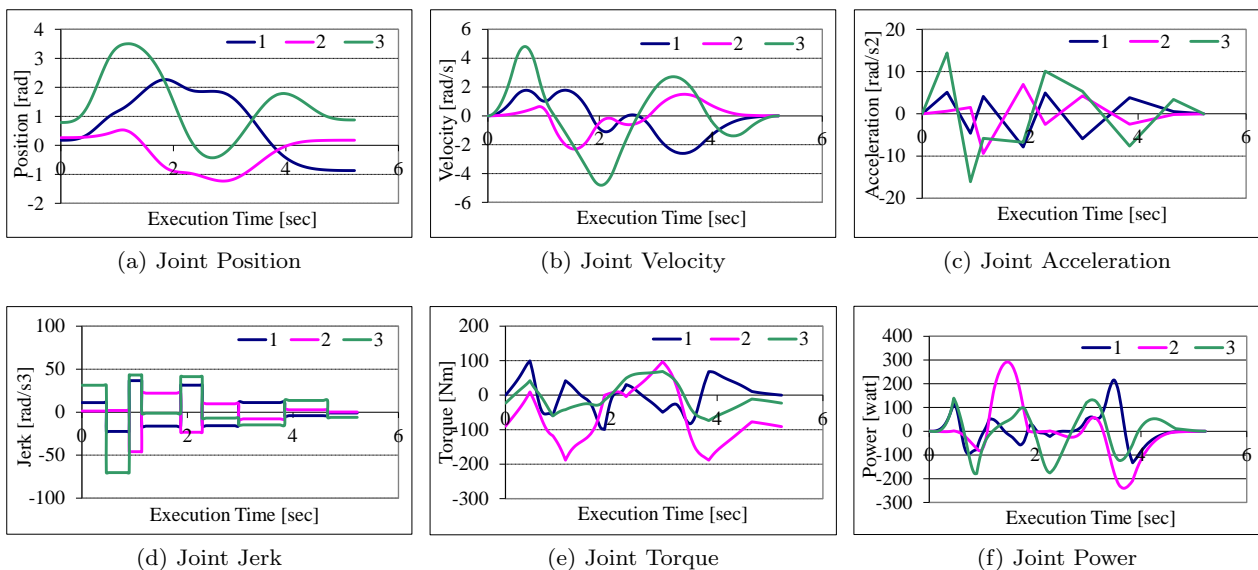 4
3
2
1
0
-1
-2
0
2
4
6
Position [rad]
Execution Time [sec]
1 2 3
(a) Joint Position
6
4
2
0
-2
-4
-6
0
2
4
6
Velocity [rad/s]
Execution Time [sec]
1 2 3
(b) Joint Velocity
20
10
0
-10
-20
0
2
4
6
Acceleration [rad/s2]
Execution Time [sec]
1 2 3
(c) Joint Acceleration
100
50
0
-50
-100
0
2
4
6
Jerk [rad/s3]
Execution Time [sec]
1 2 3
(d) Joint Jerk
200
100
0
-100
-200
-300
0
2
4
6
Torque [Nm]
Execution Time [sec]
1 2 3
(e) Joint Torque
400
300
200
100
0
-100
-200
-300
0
2
4
6
Power [watt]
Execution Time [sec]
1 2 3
(f) Joint Power